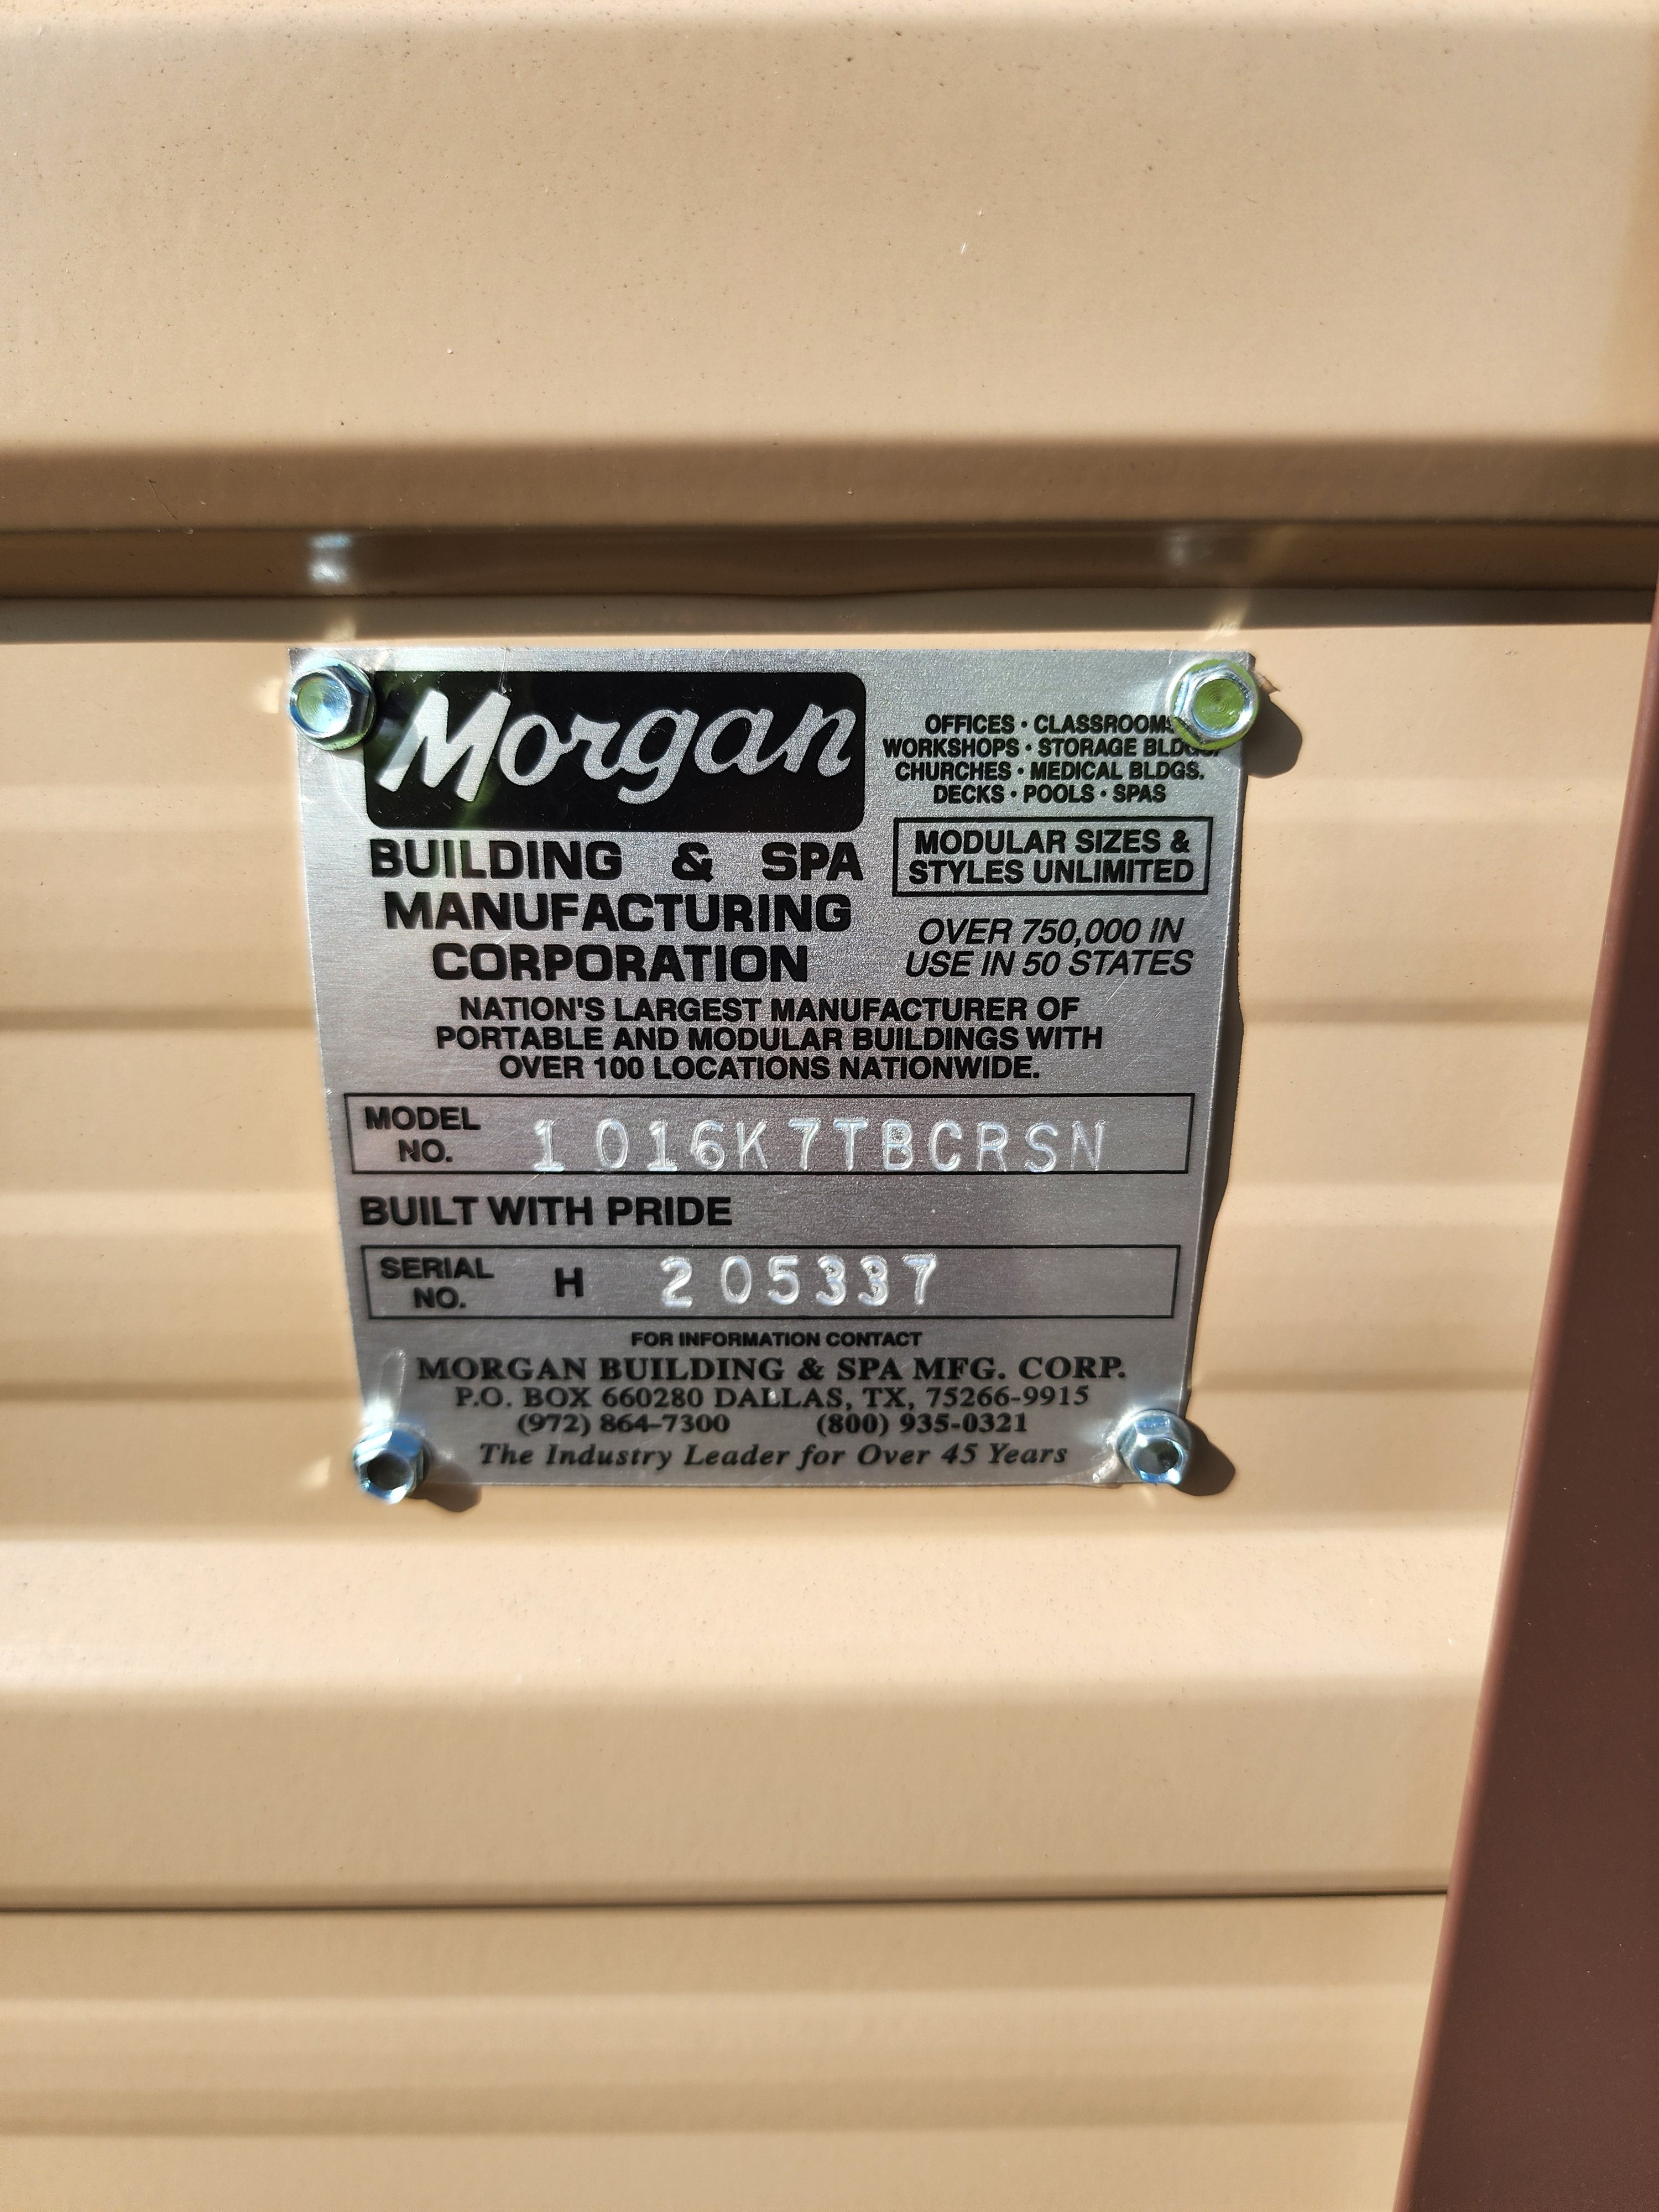 Morgan
BUILDING & SPA
MANUFACTURING
CORPORATION
OFFICES • CLASSROOMS
WORKSHOPS • STORAGE BLDGS.
CHURCHES • MEDICAL BLDGS.
DECKS • POOLS • SPAS
MODULAR SIZES &
STYLES UNLIMITED
OVER 750,000 IN
USE IN 50 STATES
NATION'S LARGEST MANUFACTURER OF
PORTABLE AND MODULAR BUILDINGS WITH
OVER 100 LOCATIONS NATIONWIDE.
MODEL NO. 1016K7TBCRSN
BUILT WITH PRIDE
SERIAL NO. H 205337
FOR INFORMATION CONTACT
MORGAN BUILDING & SPA MFG. CORP.
P.O. BOX 660280 DALLAS, TX, 75266-9915
(972) 864-7300 (800) 935-0321
The Industry Leader for Over 45 Years